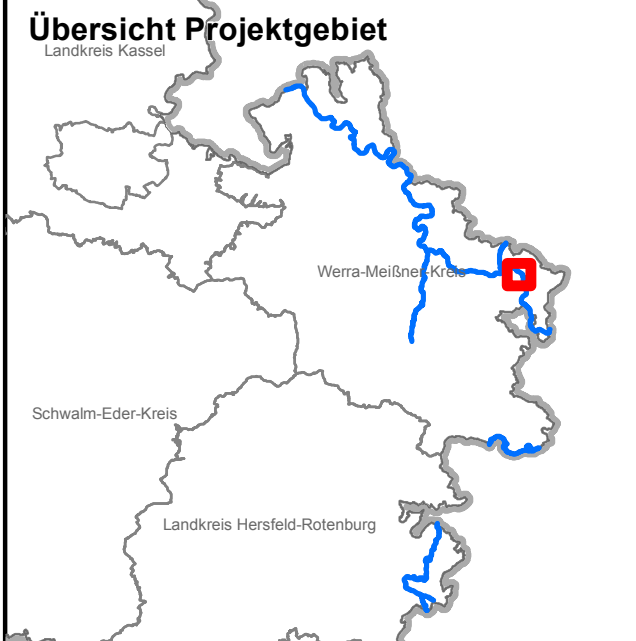 Übersicht Projektgebiet
Landkreis Kassel
Werra-Meißner-Kreis
Schwalm-Eder-Kreis
Landkreis Hersfeld-Rotenburg